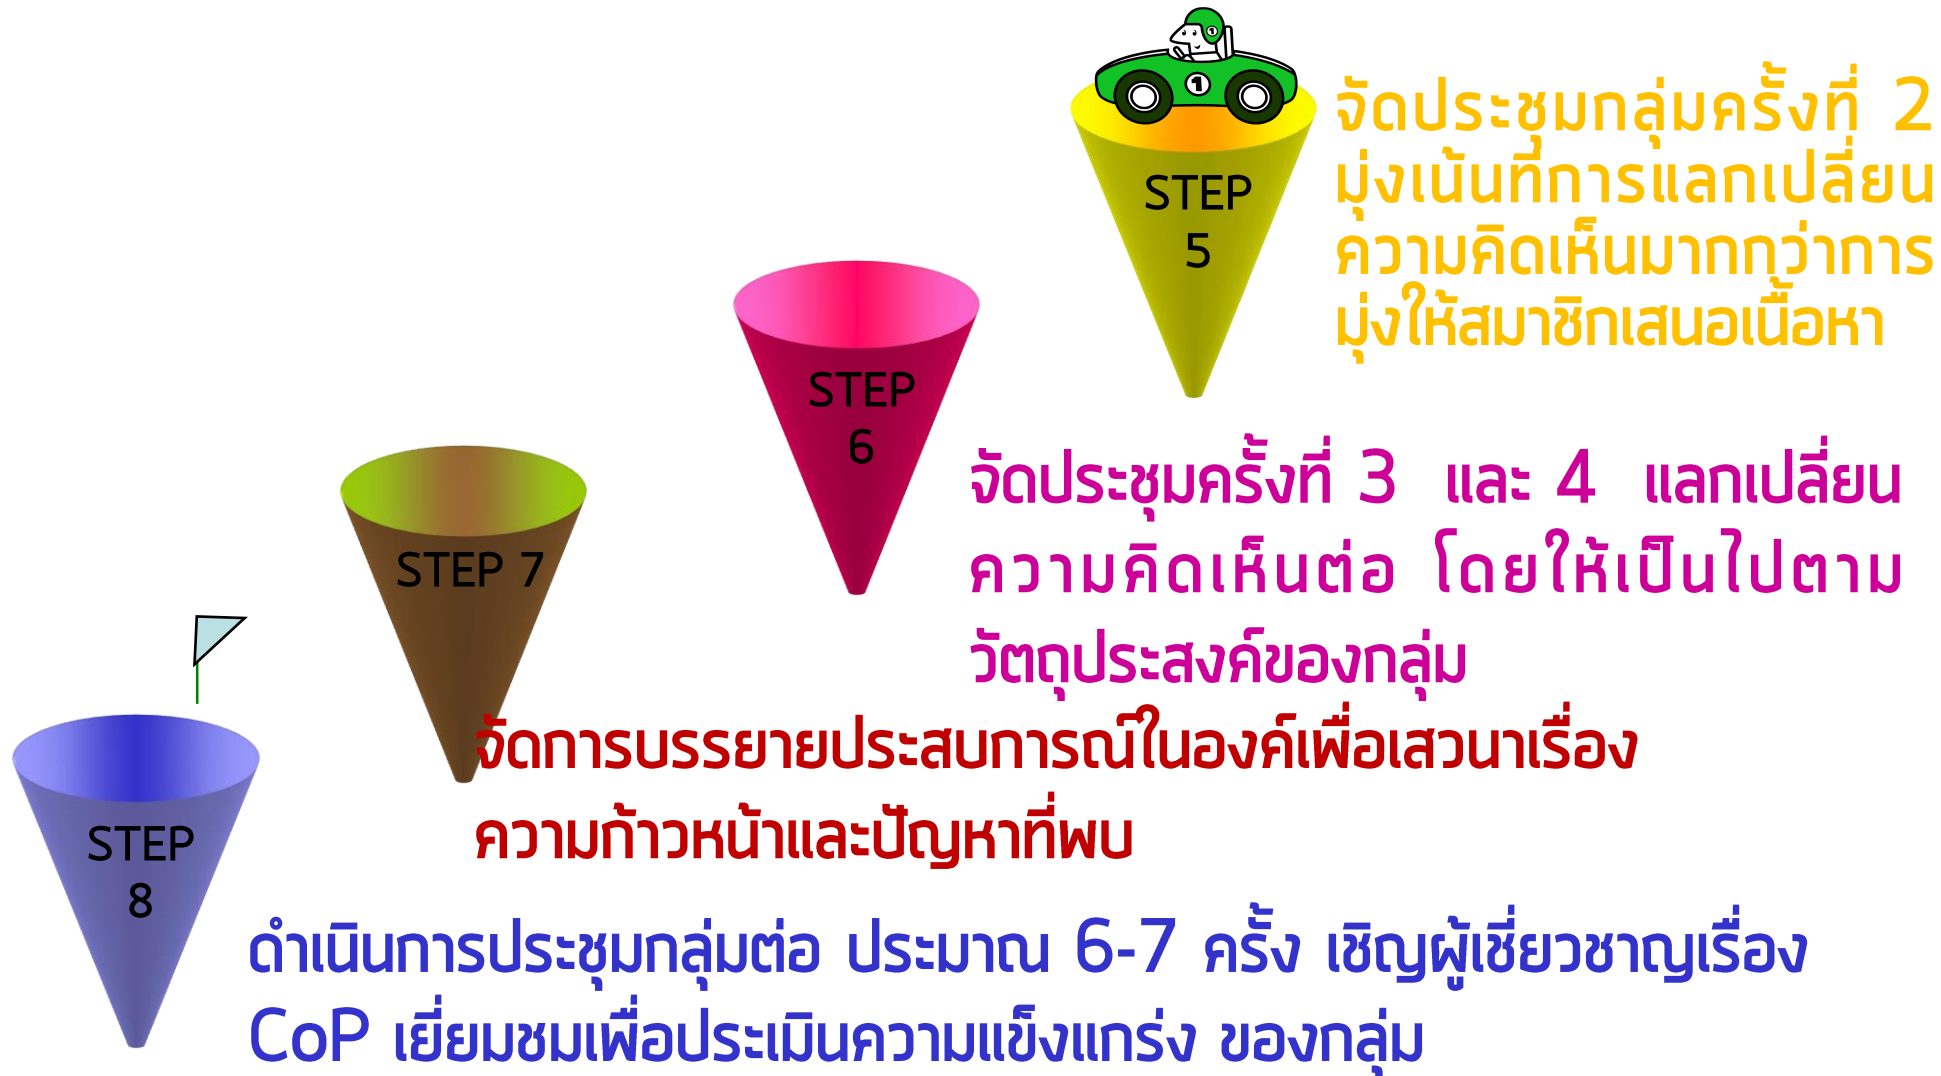 1
1
STEP
5
จัดประชุมกลุ่มครั้งที่ 2
มุ่งเน้นที่การแลกเปลี่ยน
ความคิดเห็นมากกว่าการ
มุ่งให้สมาชิกเสนอเนื้อหา
STEP
6
จัดประชุมครั้งที่ 3 และ 4 แลกเปลี่ยน
ความคิดเห็นต่อ โดยให้เป็นไปตาม
วัตถุประสงค์ของกลุ่ม
STEP 7
จัดการบรรยายประสบการณ์ในองค์เพื่อเสวนาเรื่อง
ความก้าวหน้าและปัญหาที่พบ
STEP
8
ดำเนินการประชุมกลุ่มต่อ ประมาณ 6-7 ครั้ง เชิญผู้เชี่ยวชาญเรื่อง
CoP เยี่ยมชมเพื่อประเมินความแข็งแกร่ง ของกลุ่ม